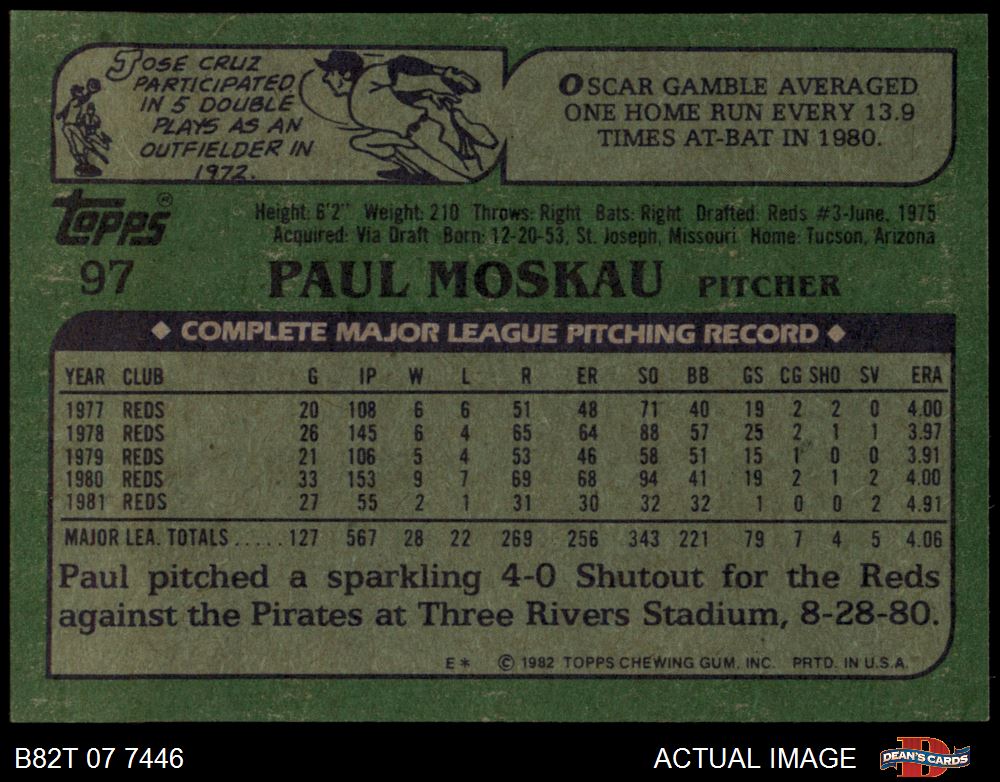 JOSE CRUZ
PARTICIPATED
IN 5 DOUBLE
PLAYS AS AN
OUTFIELDER IN
1972.
OSCAR GAMBLE AVERAGED
ONE HOME RUN EVERY 13.9
TIMES AT-BAT IN 1980.
topps®
Height: 6'2" Weight: 210 Throws: Right Bats: Right Drafted: Reds #3-June, 1975
Acquired: Via Draft Born: 12-20-53, St. Joseph, Missouri Home: Tucson, Arizona
97 PAUL MOSKAU PITCHER
◆ COMPLETE MAJOR LEAGUE PITCHING RECORD ◆
YEAR CLUB G IP W L R ER SO BB GS CG SHO SV ERA
1977 REDS 20 108 6 6 51 48 71 40 19 2 2 0 4.00
1978 REDS 26 145 6 4 65 64 88 57 25 2 1 1 3.97
1979 REDS 21 106 5 4 53 46 58 51 15 1 0 0 3.91
1980 REDS 33 153 9 7 69 68 94 41 19 2 1 2 4.00
1981 REDS 27 55 2 1 31 30 32 32 1 0 0 2 4.91
MAJOR LEA. TOTALS.....127 567 28 22 269 256 343 221 79 7 4 5 4.06
Paul pitched a sparkling 4-0 Shutout for the Reds
against the Pirates at Three Rivers Stadium, 8-28-80.
E* © 1982 TOPPS CHEWING GUM, INC. PRTD. IN U.S.A.
B82T 07 7446 ACTUAL IMAGE DEAN'S CARDS